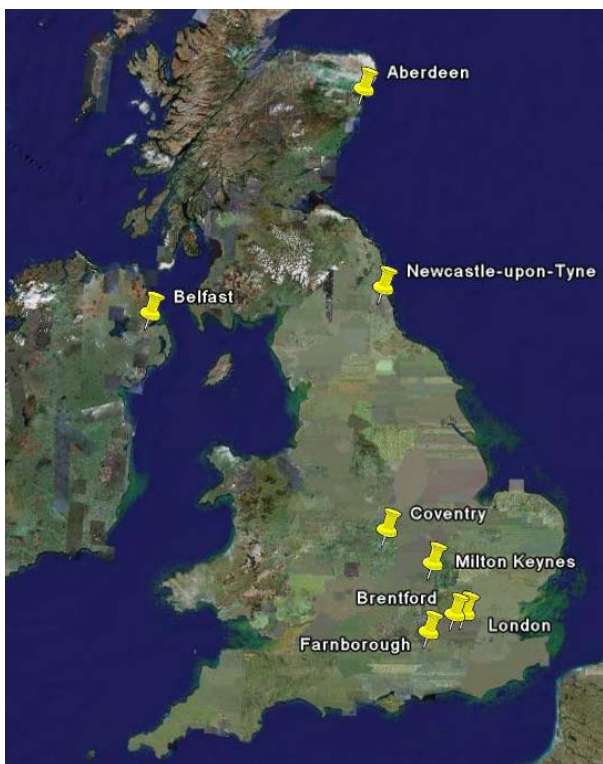 Aberdeen
Newcastle-upon-Tyne
Belfast
Coventry
Milton Keynes
Brentford
London
Farnborough